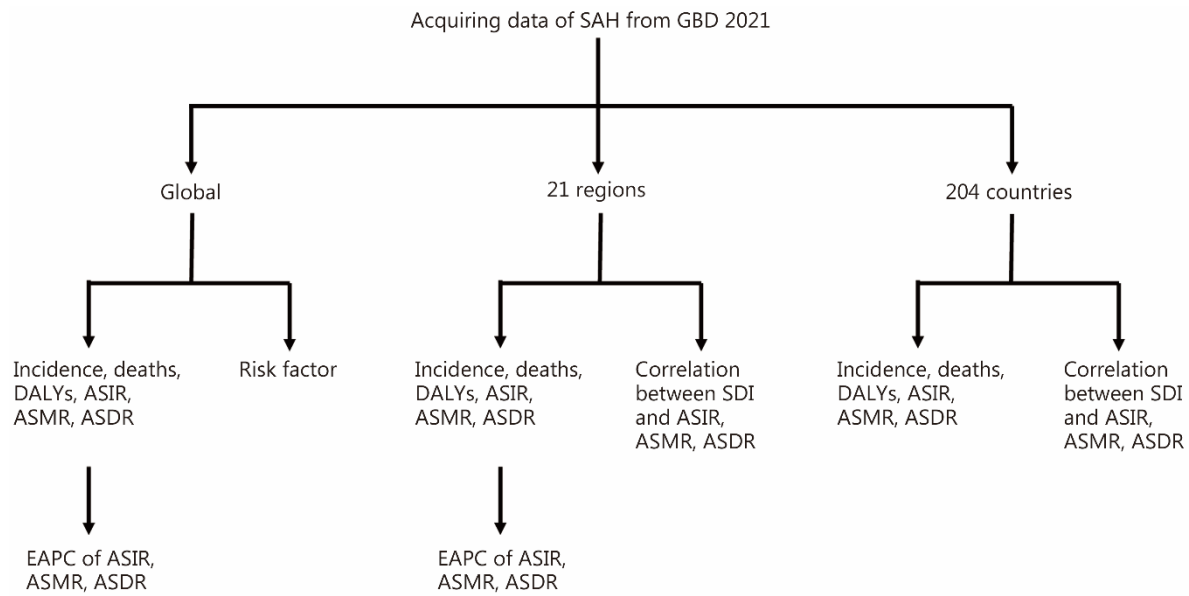 Acquiring data of SAH from GBD 2021
Global
21 regions
204 countries
Incidence, deaths,
DALYs, ASIR,
ASMR, ASDR
Risk factor
Incidence, deaths,
DALYs, ASIR,
ASMR, ASDR
Correlation
between SDI
and ASIR,
ASMR, ASDR
Incidence, deaths,
DALYs, ASIR,
ASMR, ASDR
Correlation
between SDI
and ASIR,
ASMR, ASDR
EAPC of ASIR,
ASMR, ASDR
EAPC of ASIR,
ASMR, ASDR